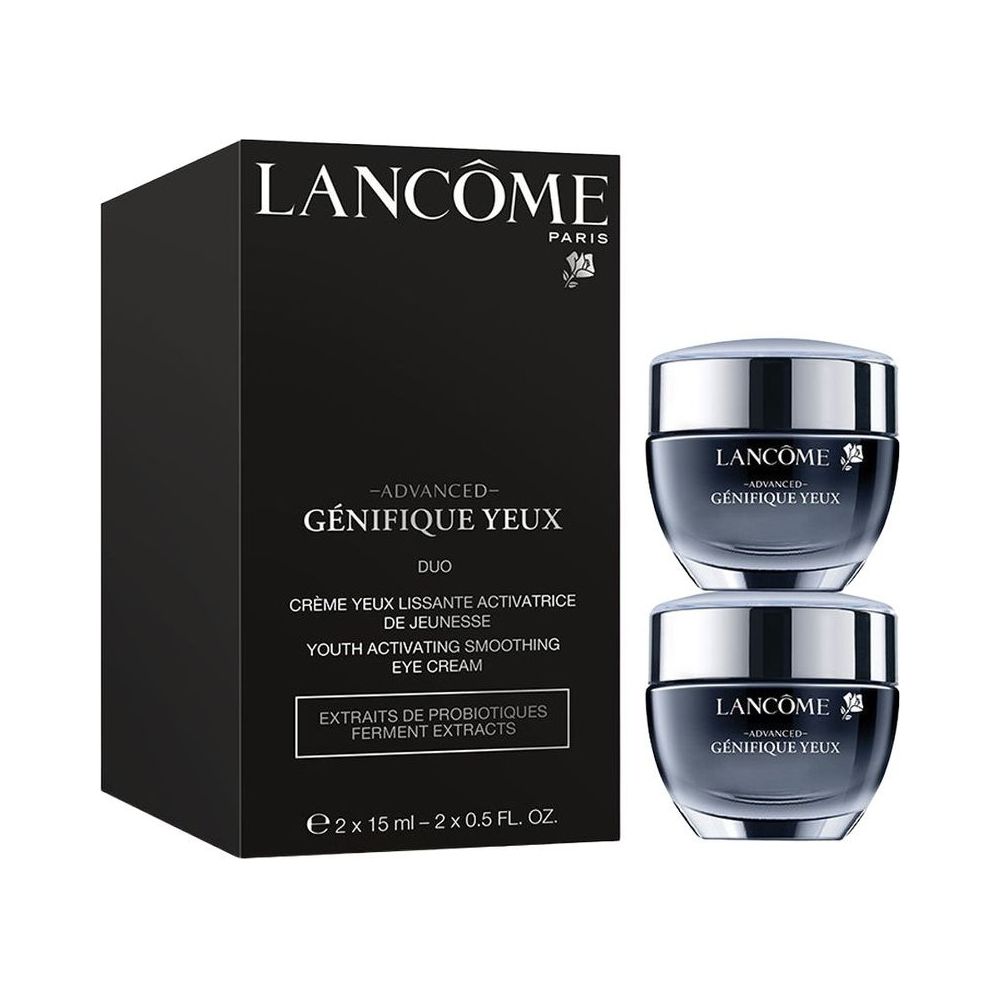 LANCÔME
PARIS
–ADVANCED–
GÉNIFIQUE YEUX
DUO
CRÈME YEUX LISSANTE ACTIVATRICE
DE JEUNESSE
YOUTH ACTIVATING SMOOTHING
EYE CREAM
EXTRAITS DE PROBIOTIQUES
FERMENT EXTRACTS
℮ 2 x 15 ml – 2 x 0.5 FL. OZ.
LANCÔME
–ADVANCED–
GÉNIFIQUE YEUX
LANCÔME
–ADVANCED–
GÉNIFIQUE YEUX